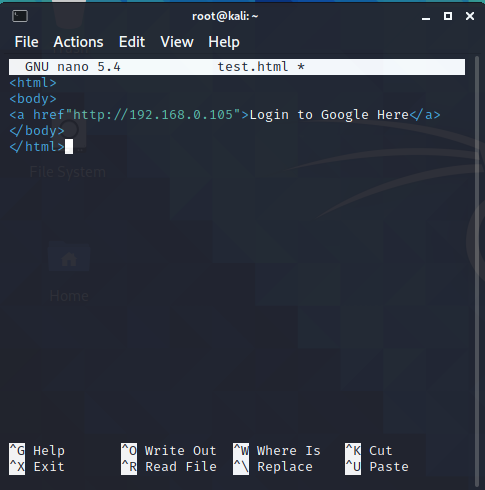 root@kali: ~
File Actions Edit View Help
GNU nano 5.4 test.html *
<html>
<body>
<a href"http://192.168.0.105">Login to Google Here</a>
</body>
</html>
File System
Home
^G Help ^O Write Out ^W Where Is ^K Cut
^X Exit ^R Read File ^\ Replace ^U Paste